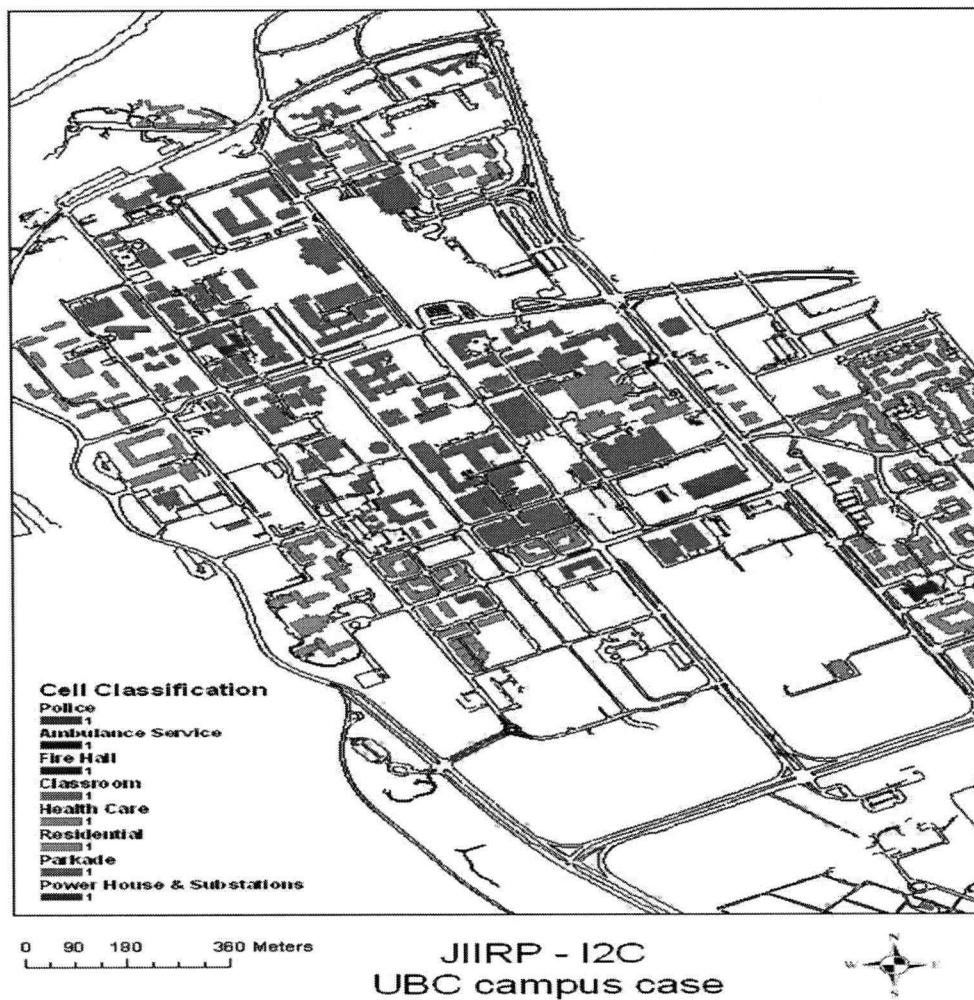 Cell Classification
Police
1
Ambulance Service
1
Fire Hall
1
Classroom
1
Health Care
1
Residential
1
Parkade
1
Power House & Substations
1
0 90 180 360 Meters
JIIRP - I2C
UBC campus case
N
W E
S